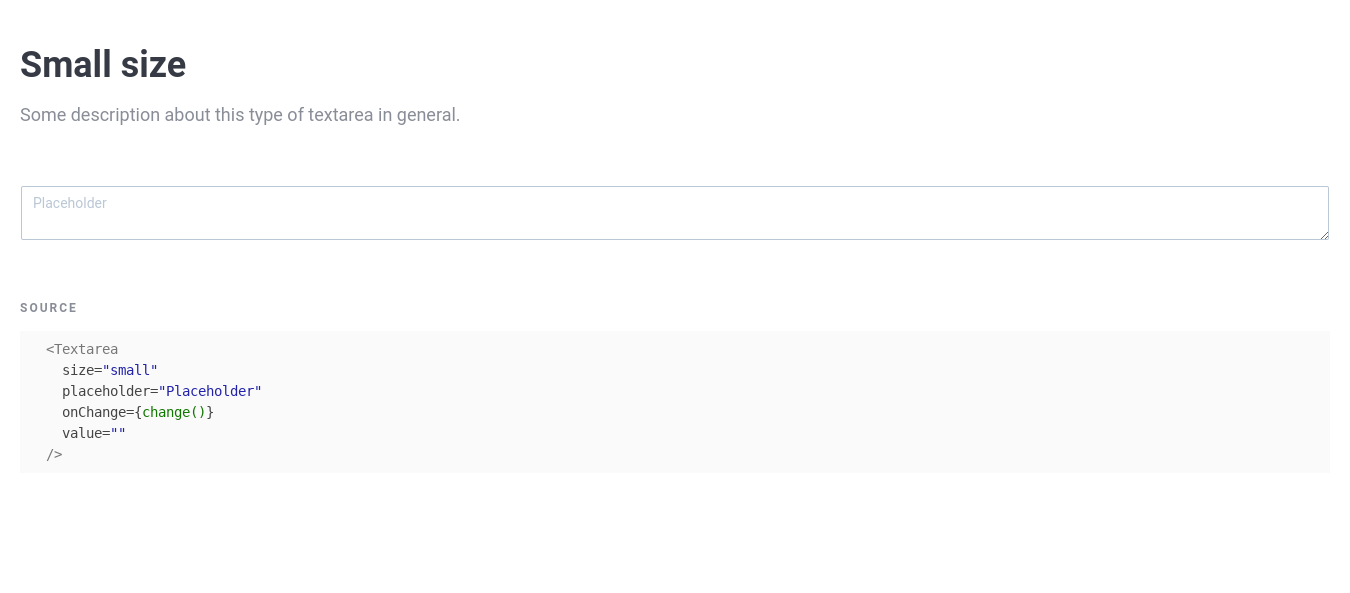 Small size
Some description about this type of textarea in general.
Placeholder
SOURCE
<Textarea
  size="small"
  placeholder="Placeholder"
  onChange={change()}
  value=""
/>